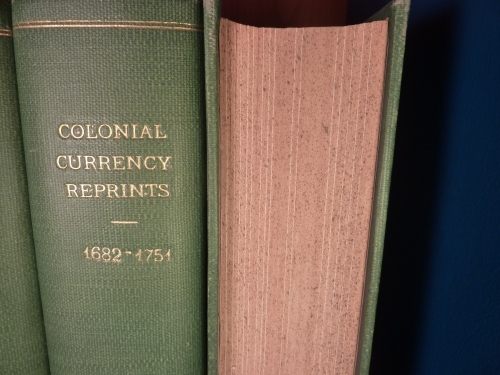 COLONIAL
CURRENCY
REPRINTS
1682-1751